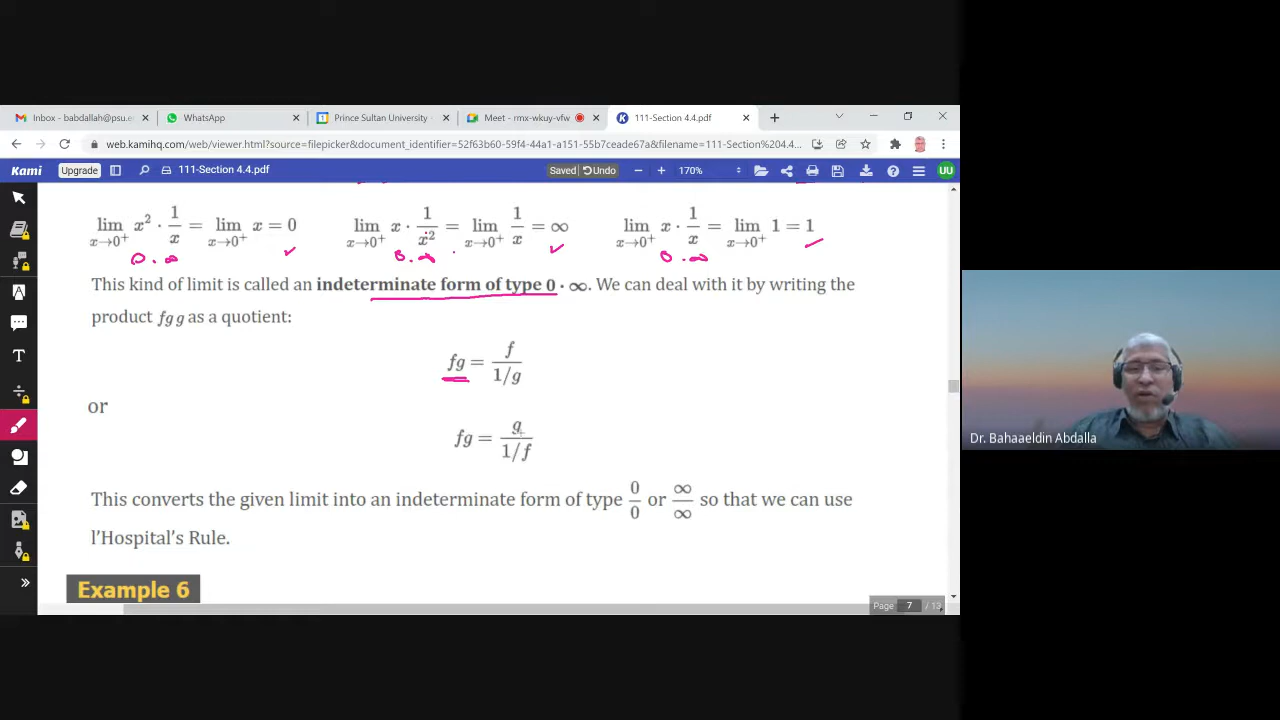 Inbox - babdallah@psu.e
WhatsApp
Prince Sultan University
Meet - rmx-wkuy-vfw
111-Section 4.4.pdf
web.kamihq.com/web/viewer.html?source=filepicker&document_identifier=52f63b60-59f4-44a1-a151-55b7ceade67a&filename=111-Section%204.4...
Kami Upgrade 111-Section 4.4.pdf Saved Undo 170% UU
lim x→0⁺ x² · 1/x = lim x→0⁺ x = 0 lim x→0⁺ x · 1/x² = lim x→0⁺ 1/x = ∞ lim x→0⁺ x · 1/x = lim x→0⁺ 1 = 1
0 . ∞ 0 . ∞ 0 . ∞
This kind of limit is called an indeterminate form of type 0 · ∞. We can deal with it by writing the
product fg g as a quotient:
fg = f / 1/g
or
fg = g / 1/f
This converts the given limit into an indeterminate form of type 0/0 or ∞/∞ so that we can use
l’Hospital’s Rule.
Example 6
Page 7 / 13
Dr. Bahaaeldin Abdalla